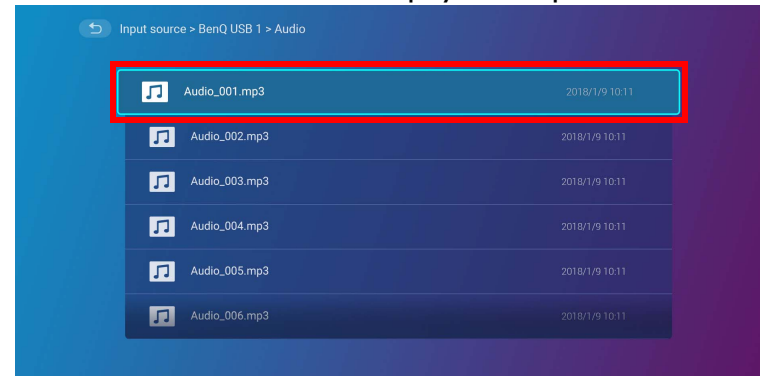 Input source > BenQ USB 1 > Audio
Audio_001.mp3 2018/1/9 10:11
Audio_002.mp3 2018/1/9 10:11
Audio_003.mp3 2018/1/9 10:11
Audio_004.mp3 2018/1/9 10:11
Audio_005.mp3 2018/1/9 10:11
Audio_006.mp3 2018/1/9 10:11